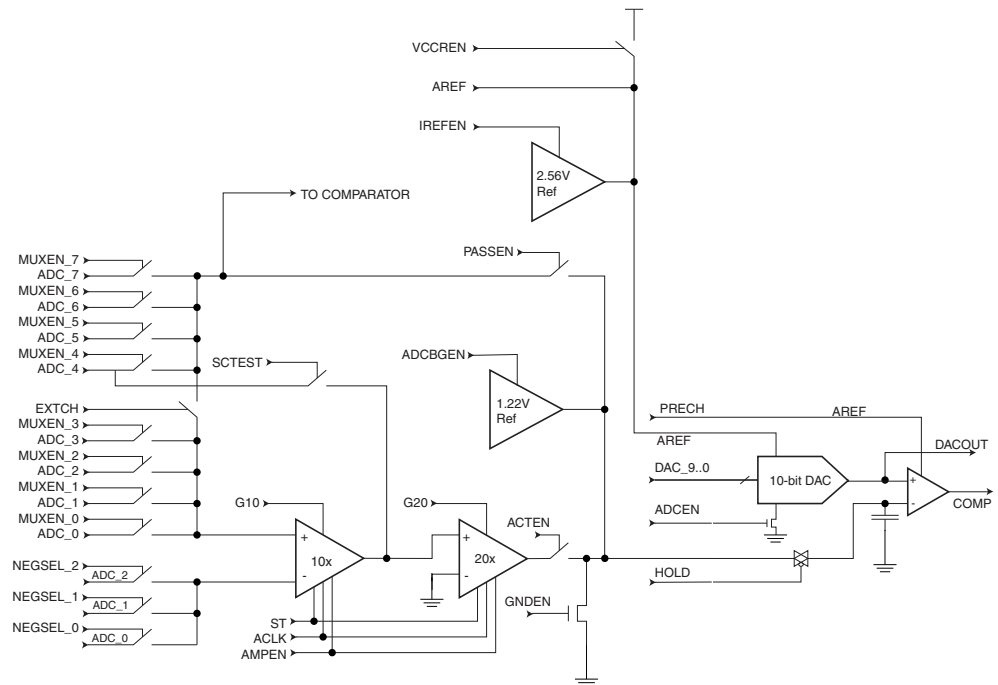 VCCREN
AREF
IREFEN
2.56V
Ref
TO COMPARATOR
PASSEN
MUXEN_7
ADC_7
MUXEN_6
ADC_6
MUXEN_5
ADC_5
MUXEN_4
ADC_4
SCTEST
ADCBGEN
1.22V
Ref
EXTCH
MUXEN_3
ADC_3
MUXEN_2
ADC_2
MUXEN_1
ADC_1
MUXEN_0
ADC_0
PRECH
AREF
AREF
DACOUT
DAC_9..0
10-bit DAC
+
-
COMP
ADCEN
G10
+
-
10x
G20
+
-
20x
ACTEN
HOLD
NEGSEL_2
ADC_2
NEGSEL_1
ADC_1
NEGSEL_0
ADC_0
GNDEN
ST
ACLK
AMPEN